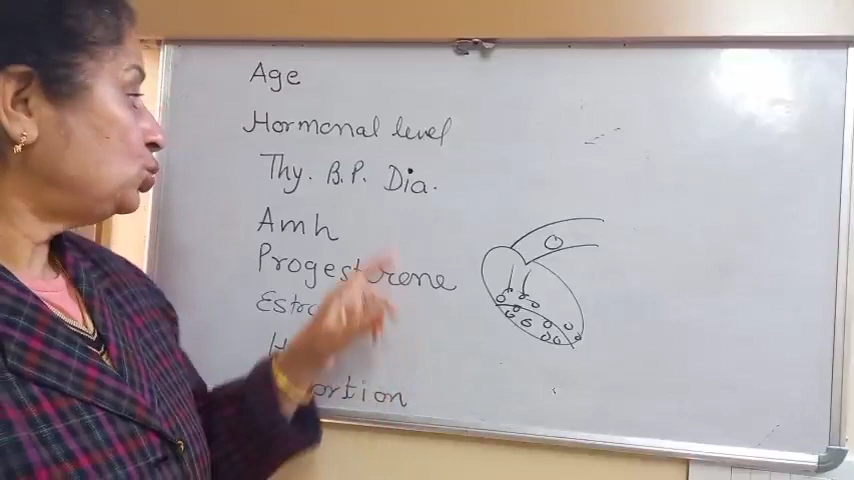 Age
Hormonal level
Thy. B.P. Dia.
Amh
Progesterone